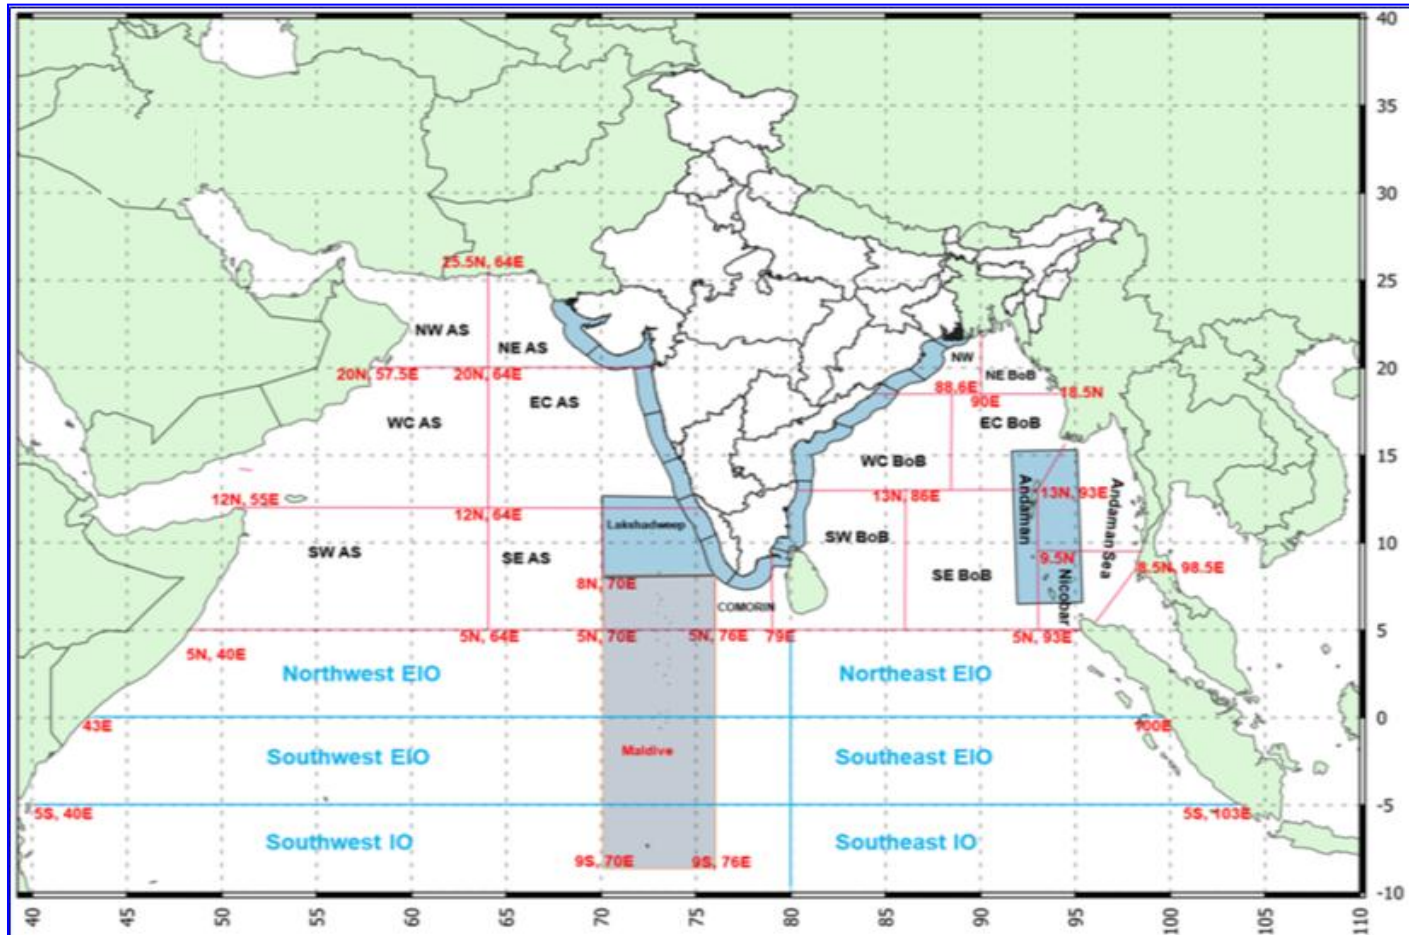 40
35
30
25.5N, 64E
25
NW AS
NE AS
NW
NE BoB
20N, 57.5E
20N, 64E
20
88.6E
90E
18.5N
EC AS
WC AS
EC BoB
WC BoB
15
12N, 55E
12N, 64E
13N, 86E
13N, 93E
Andaman
Andaman Sea
Lakshadweep
SW AS
SE AS
SW BoB
SE BoB
9.5N
10
8.5N, 98.5E
Nicobar
8N, 70E
COMORIN
5N, 40E
5N, 64E
5N, 70E
5N, 76E
79E
5N, 93E
5
Northwest EIO
Northeast EIO
43E
100E
0
Southwest EIO
Maldive
Southeast EIO
5S, 40E
5S, 103E
-5
Southwest IO
Southeast IO
9S, 70E
9S, 76E
-10
40 45 50 55 60 65 70 75 80 85 90 95 100 105 110